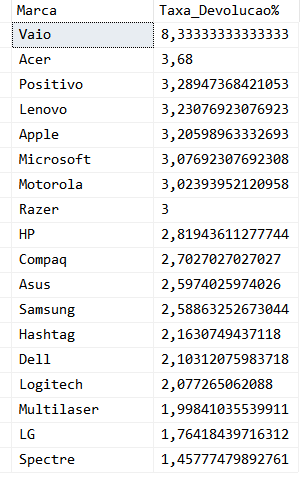 Marca Taxa_Devolucao%
Vaio 8,33333333333333
Acer 3,68
Positivo 3,28947368421053
Lenovo 3,23076923076923
Apple 3,20598963332693
Microsoft 3,07692307692308
Motorola 3,02393952120958
Razer 3
HP 2,81943611277744
Compaq 2,7027027027027
Asus 2,5974025974026
Samsung 2,58863252673044
Hashtag 2,1630749437118
Dell 2,10312075983718
Logitech 2,077265062088
Multilaser 1,99841035539911
LG 1,76418439716312
Spectre 1,45777479892761